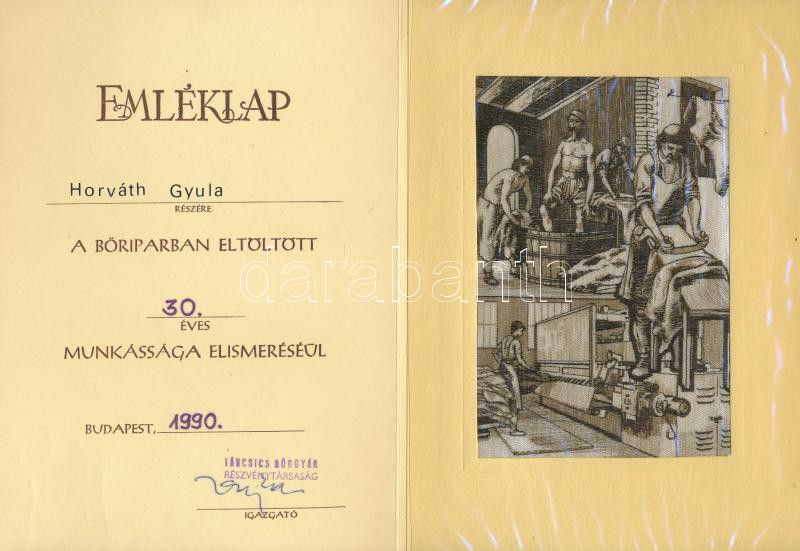 EMLÉKLAP
Horváth Gyula
RÉSZÉRE
A BŐRIPARBAN ELTÖLTÖTT
30.
ÉVES
MUNKÁSSÁGA ELISMERÉSÉÜL
BUDAPEST, 1990.
TÁNCSICS BŐRGYÁR
RÉSZVÉNYTÁRSASÁG
IGAZGATÓ
darabanth